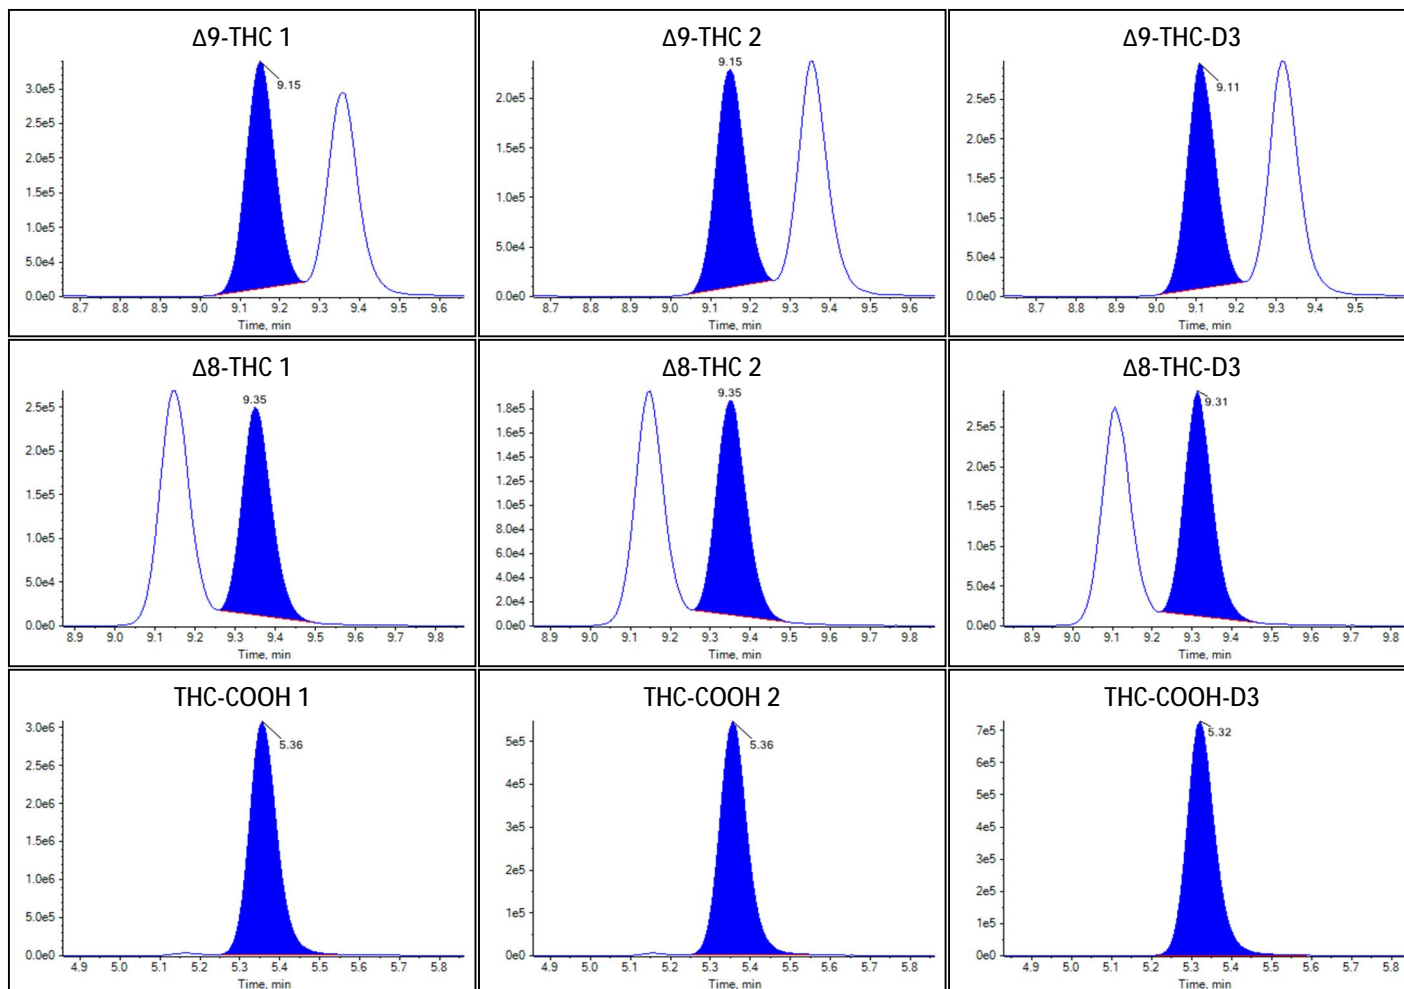 Δ9-THC 1
9.15
3.0e5
2.5e5
2.0e5
1.5e5
1.0e5
5.0e4
0.0e0
8.7 8.8 8.9 9.0 9.1 9.2 9.3 9.4 9.5 9.6
Time, min
Δ9-THC 2
9.15
2.0e5
1.5e5
1.0e5
5.0e4
0.0e0
8.7 8.8 8.9 9.0 9.1 9.2 9.3 9.4 9.5 9.6
Time, min
Δ9-THC-D3
9.11
2.5e5
2.0e5
1.5e5
1.0e5
5.0e4
0.0e0
8.7 8.8 8.9 9.0 9.1 9.2 9.3 9.4 9.5
Time, min
Δ8-THC 1
9.35
2.5e5
2.0e5
1.5e5
1.0e5
5.0e4
0.0e0
8.9 9.0 9.1 9.2 9.3 9.4 9.5 9.6 9.7 9.8
Time, min
Δ8-THC 2
9.35
1.8e5
1.6e5
1.4e5
1.2e5
1.0e5
8.0e4
6.0e4
4.0e4
2.0e4
0.0e0
8.9 9.0 9.1 9.2 9.3 9.4 9.5 9.6 9.7 9.8
Time, min
Δ8-THC-D3
9.31
2.5e5
2.0e5
1.5e5
1.0e5
5.0e4
0.0e0
8.9 9.0 9.1 9.2 9.3 9.4 9.5 9.6 9.7 9.8
Time, min
THC-COOH 1
5.36
3.0e6
2.5e6
2.0e6
1.5e6
1.0e6
5.0e5
0.0e0
4.9 5.0 5.1 5.2 5.3 5.4 5.5 5.6 5.7 5.8
Time, min
THC-COOH 2
5.36
5e5
4e5
3e5
2e5
1e5
0e0
4.9 5.0 5.1 5.2 5.3 5.4 5.5 5.6 5.7 5.8
Time, min
THC-COOH-D3
5.32
7e5
6e5
5e5
4e5
3e5
2e5
1e5
0e0
4.9 5.0 5.1 5.2 5.3 5.4 5.5 5.6 5.7 5.8
Time, min